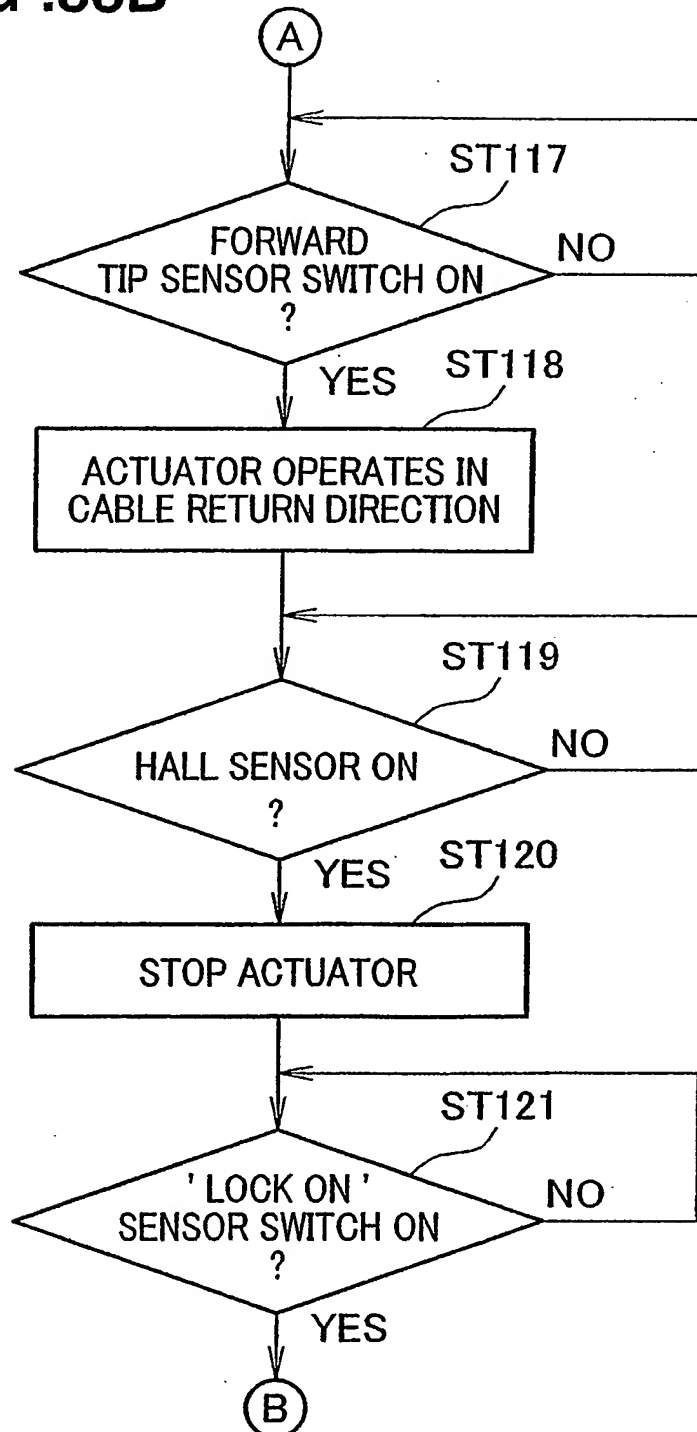 A
ST117
FORWARD
TIP SENSOR SWITCH ON
?
NO
YES
ST118
ACTUATOR OPERATES IN
CABLE RETURN DIRECTION
ST119
HALL SENSOR ON
?
NO
YES
ST120
STOP ACTUATOR
ST121
' LOCK ON '
SENSOR SWITCH ON
?
NO
YES
B